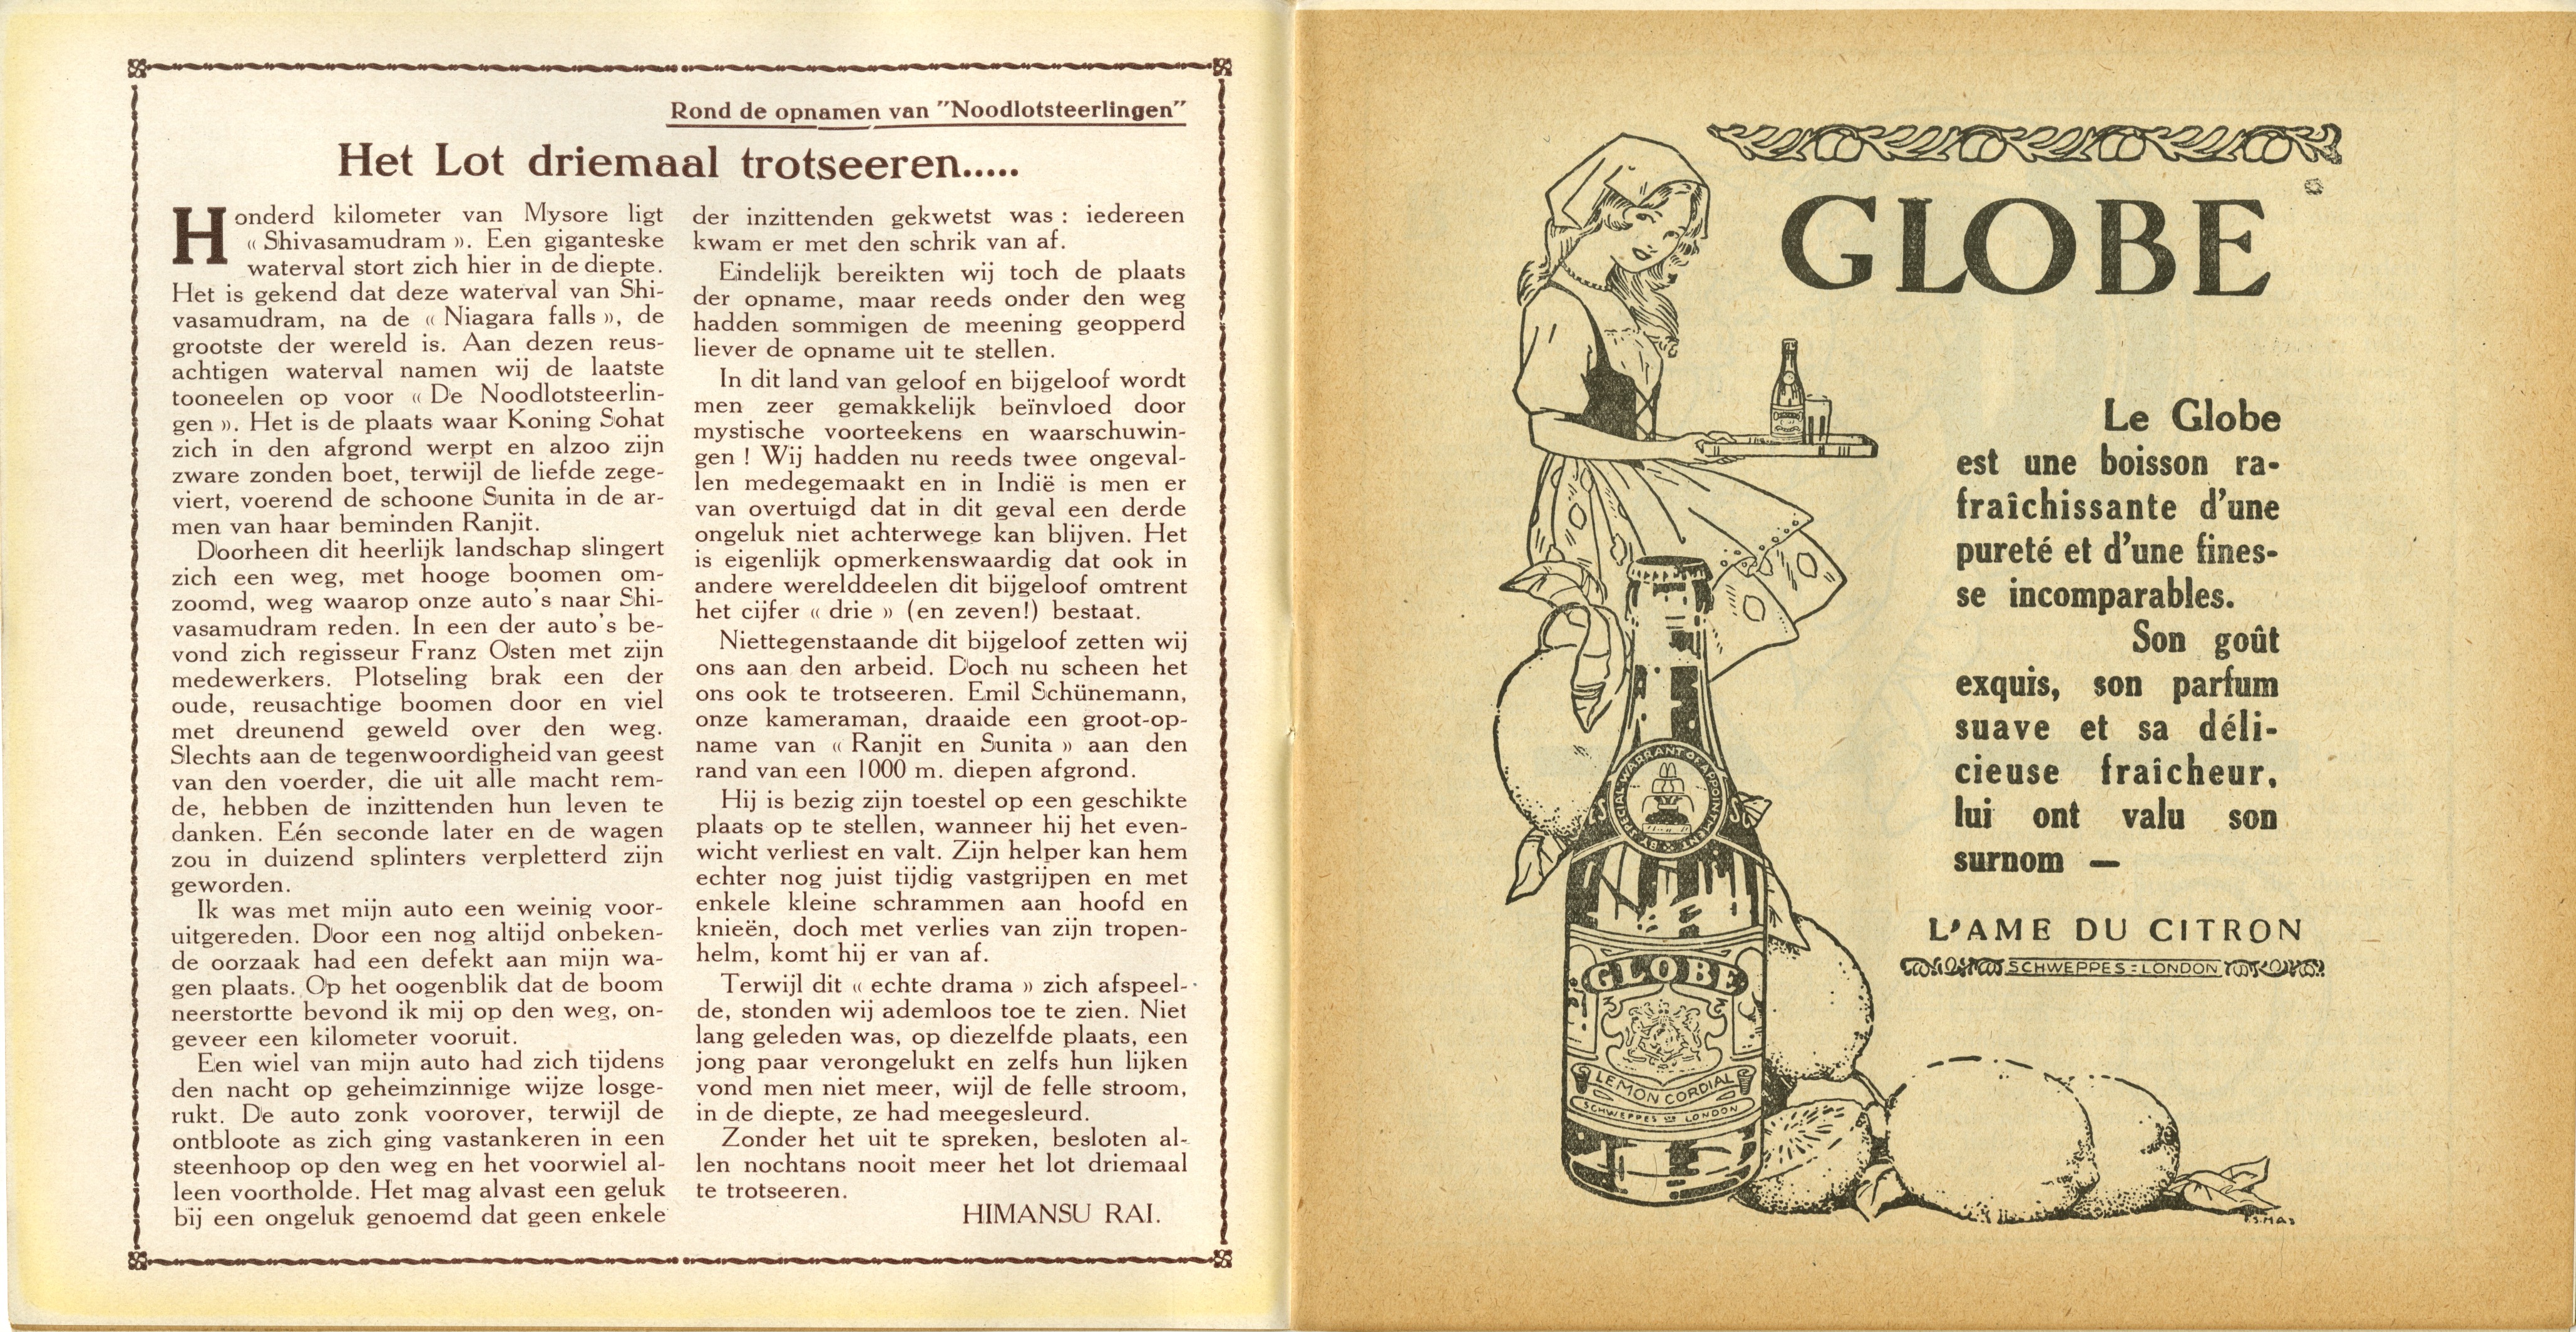 Rond de opnamen van "Noodlotsteerlingen"
Het Lot driemaal trotseeren.....
Honderd kilometer van Mysore ligt
« Shivasamudram ». Een giganteske
waterval stort zich hier in de diepte.
Het is gekend dat deze waterval van Shi-
vasamudram, na de « Niagara falls », de
grootste der wereld is. Aan dezen reus-
achtigen waterval namen wij de laatste
tooneelen op voor « De Noodlotsteerlin-
gen ». Het is de plaats waar Koning Sohat
zich in den afgrond werpt en alzoo zijn
zware zonden boet, terwijl de liefde zege-
viert, voerend de schoone Sunita in de ar-
men van haar beminden Ranjit.
Doorheen dit heerlijk landschap slingert
zich een weg, met hooge boomen om-
zoomd, weg waarop onze auto's naar Shi-
vasamudram reden. In een der auto's be-
vond zich regisseur Franz Osten met zijn
medewerkers. Plotseling brak een der
oude, reusachtige boomen door en viel
met dreunend geweld over den weg.
Slechts aan de tegenwoordigheid van geest
van den voerder, die uit alle macht rem-
de, hebben de inzittenden hun leven te
danken. Eén seconde later en de wagen
zou in duizend splinters verpletterd zijn
geworden.
Ik was met mijn auto een weinig voor-
uitgereden. Door een nog altijd onbeken-
de oorzaak had een defekt aan mijn wa-
gen plaats. Op het oogenblik dat de boom
neerstortte bevond ik mij op den weg, on-
geveer een kilometer vooruit.
Een wiel van mijn auto had zich tijdens
den nacht op geheimzinnige wijze losge-
rukt. De auto zonk voorover, terwijl de
ontbloote as zich ging vastankeren in een
steenhoop op den weg en het voorwiel al-
leen voortholde. Het mag alvast een geluk
bij een ongeluk genoemd dat geen enkele
der inzittenden gekwetst was : iedereen
kwam er met den schrik van af.
Eindelijk bereikten wij toch de plaats
der opname, maar reeds onder den weg
hadden sommigen de meening geopperd
liever de opname uit te stellen.
In dit land van geloof en bijgeloof wordt
men zeer gemakkelijk beïnvloed door
mystische voorteekens en waarschuwin-
gen ! Wij hadden nu reeds twee ongeval-
len medegemaakt en in Indië is men er
van overtuigd dat in dit geval een derde
ongeluk niet achterwege kan blijven. Het
is eigenlijk opmerkenswaardig dat ook in
andere werelddeelen dit bijgeloof omtrent
het cijfer « drie » (en zeven!) bestaat.
Niettegenstaande dit bijgeloof zetten wij
ons aan den arbeid. Doch nu scheen het
ons ook te trotseeren. Emil Schünemann,
onze kameraman, draaide een groot-op-
name van « Ranjit en Sunita » aan den
rand van een 1000 m. diepen afgrond.
Hij is bezig zijn toestel op een geschikte
plaats op te stellen, wanneer hij het even-
wicht verliest en valt. Zijn helper kan hem
echter nog juist tijdig vastgrijpen en met
enkele kleine schrammen aan hoofd en
knieën, doch met verlies van zijn tropen-
helm, komt hij er van af.
Terwijl dit « echte drama » zich afspeel-
de, stonden wij ademloos toe te zien. Niet
lang geleden was, op diezelfde plaats, een
jong paar verongelukt en zelfs hun lijken
vond men niet meer, wijl de felle stroom,
in de diepte, ze had meegesleurd.
Zonder het uit te spreken, besloten al-
len nochtans nooit meer het lot driemaal
te trotseeren.
HIMANSU RAI.
GLOBE
Le Globe
est une boisson ra-
fraîchissante d'une
pureté et d'une fines-
se incomparables.
Son goût
exquis, son parfum
suave et sa déli-
cieuse fraîcheur,
lui ont valu son
surnom —
L'AME DU CITRON
SCHWEPPES=LONDON
BY SPECIAL WARRANT OF APPOINTMENT
GLOBE
LEMON CORDIAL
SCHWEPPES LTD LONDON